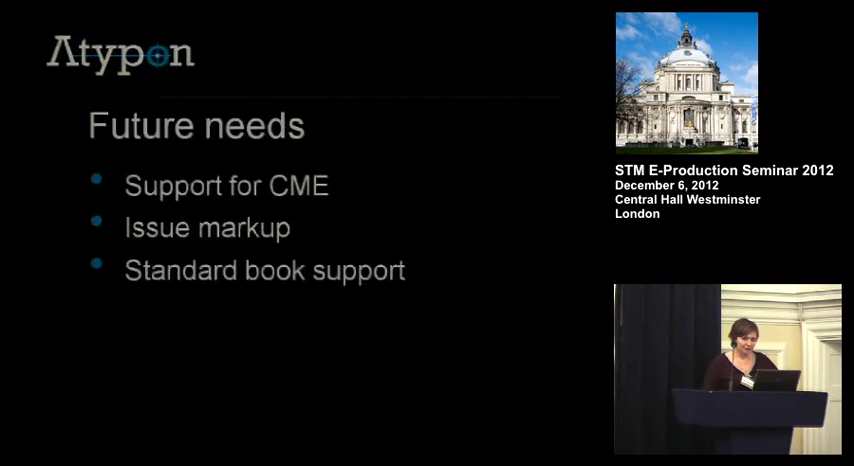 Atypon
Future needs
Support for CME
Issue markup
Standard book support
STM E-Production Seminar 2012
December 6, 2012
Central Hall Westminster
London